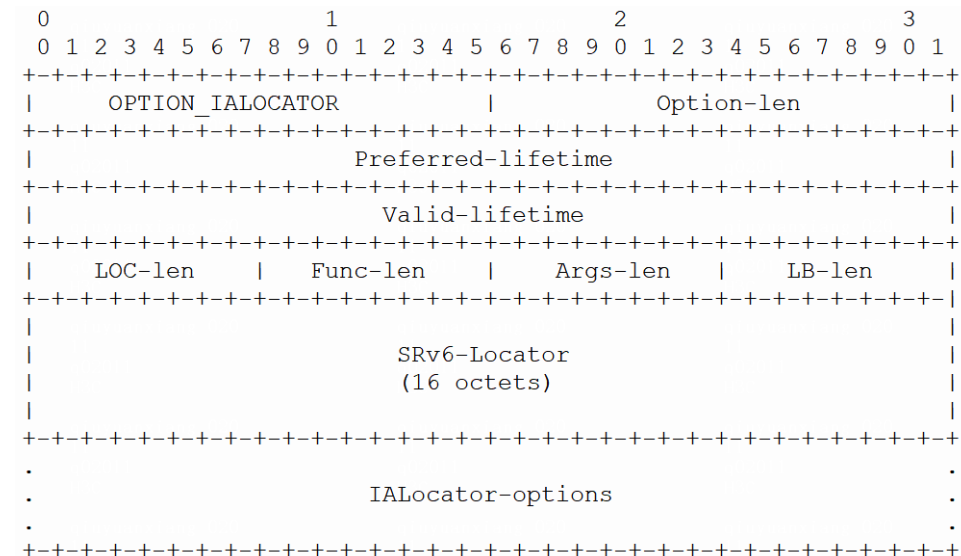 0                   1                   2                   3
0 1 2 3 4 5 6 7 8 9 0 1 2 3 4 5 6 7 8 9 0 1 2 3 4 5 6 7 8 9 0 1
+-+-+-+-+-+-+-+-+-+-+-+-+-+-+-+-+-+-+-+-+-+-+-+-+-+-+-+-+-+-+-+-+
|     OPTION_IALOCATOR          |           Option-len          |
+-+-+-+-+-+-+-+-+-+-+-+-+-+-+-+-+-+-+-+-+-+-+-+-+-+-+-+-+-+-+-+-+
|                      Preferred-lifetime                       |
+-+-+-+-+-+-+-+-+-+-+-+-+-+-+-+-+-+-+-+-+-+-+-+-+-+-+-+-+-+-+-+-+
|                        Valid-lifetime                         |
+-+-+-+-+-+-+-+-+-+-+-+-+-+-+-+-+-+-+-+-+-+-+-+-+-+-+-+-+-+-+-+-+
|    LOC-len    |   Func-len    |    Args-len   |    LB-len     |
+-+-+-+-+-+-+-+-+-+-+-+-+-+-+-+-+-+-+-+-+-+-+-+-+-+-+-+-+-+-+-+-|
|                                                               |
|                         SRv6-Locator                          |
|                         (16 octets)                           |
|                                                               |
+-+-+-+-+-+-+-+-+-+-+-+-+-+-+-+-+-+-+-+-+-+-+-+-+-+-+-+-+-+-+-+-+
.                                                               .
.                       IALocator-options                       .
.                                                               .
+-+-+-+-+-+-+-+-+-+-+-+-+-+-+-+-+-+-+-+-+-+-+-+-+-+-+-+-+-+-+-+-+